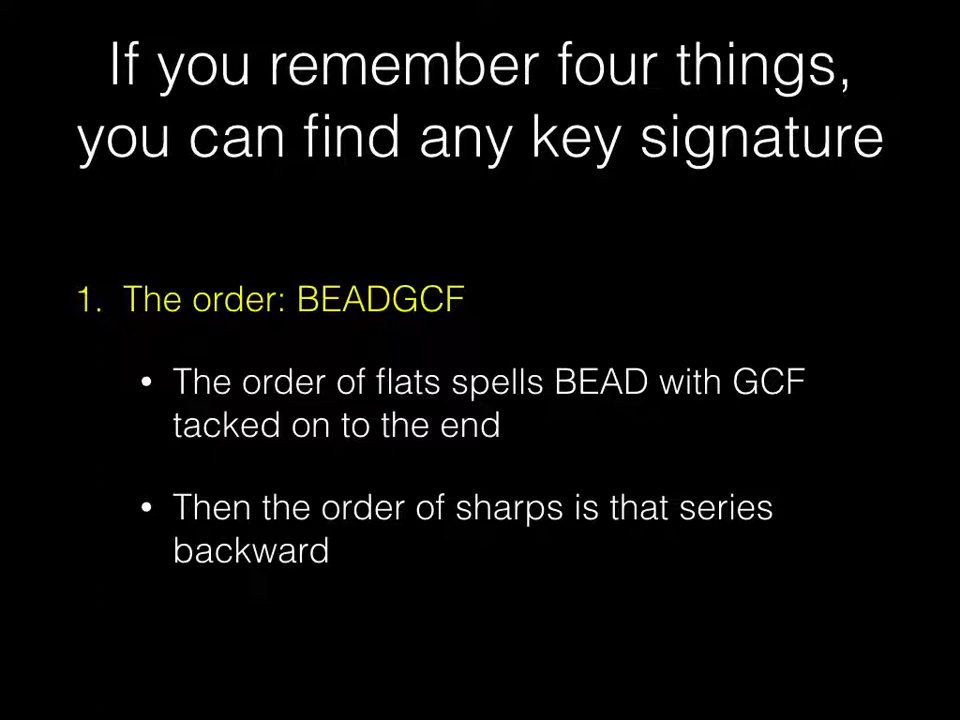 If you remember four things,
you can find any key signature
1. The order: BEADGCF
• The order of flats spells BEAD with GCF
tacked on to the end
• Then the order of sharps is that series
backward